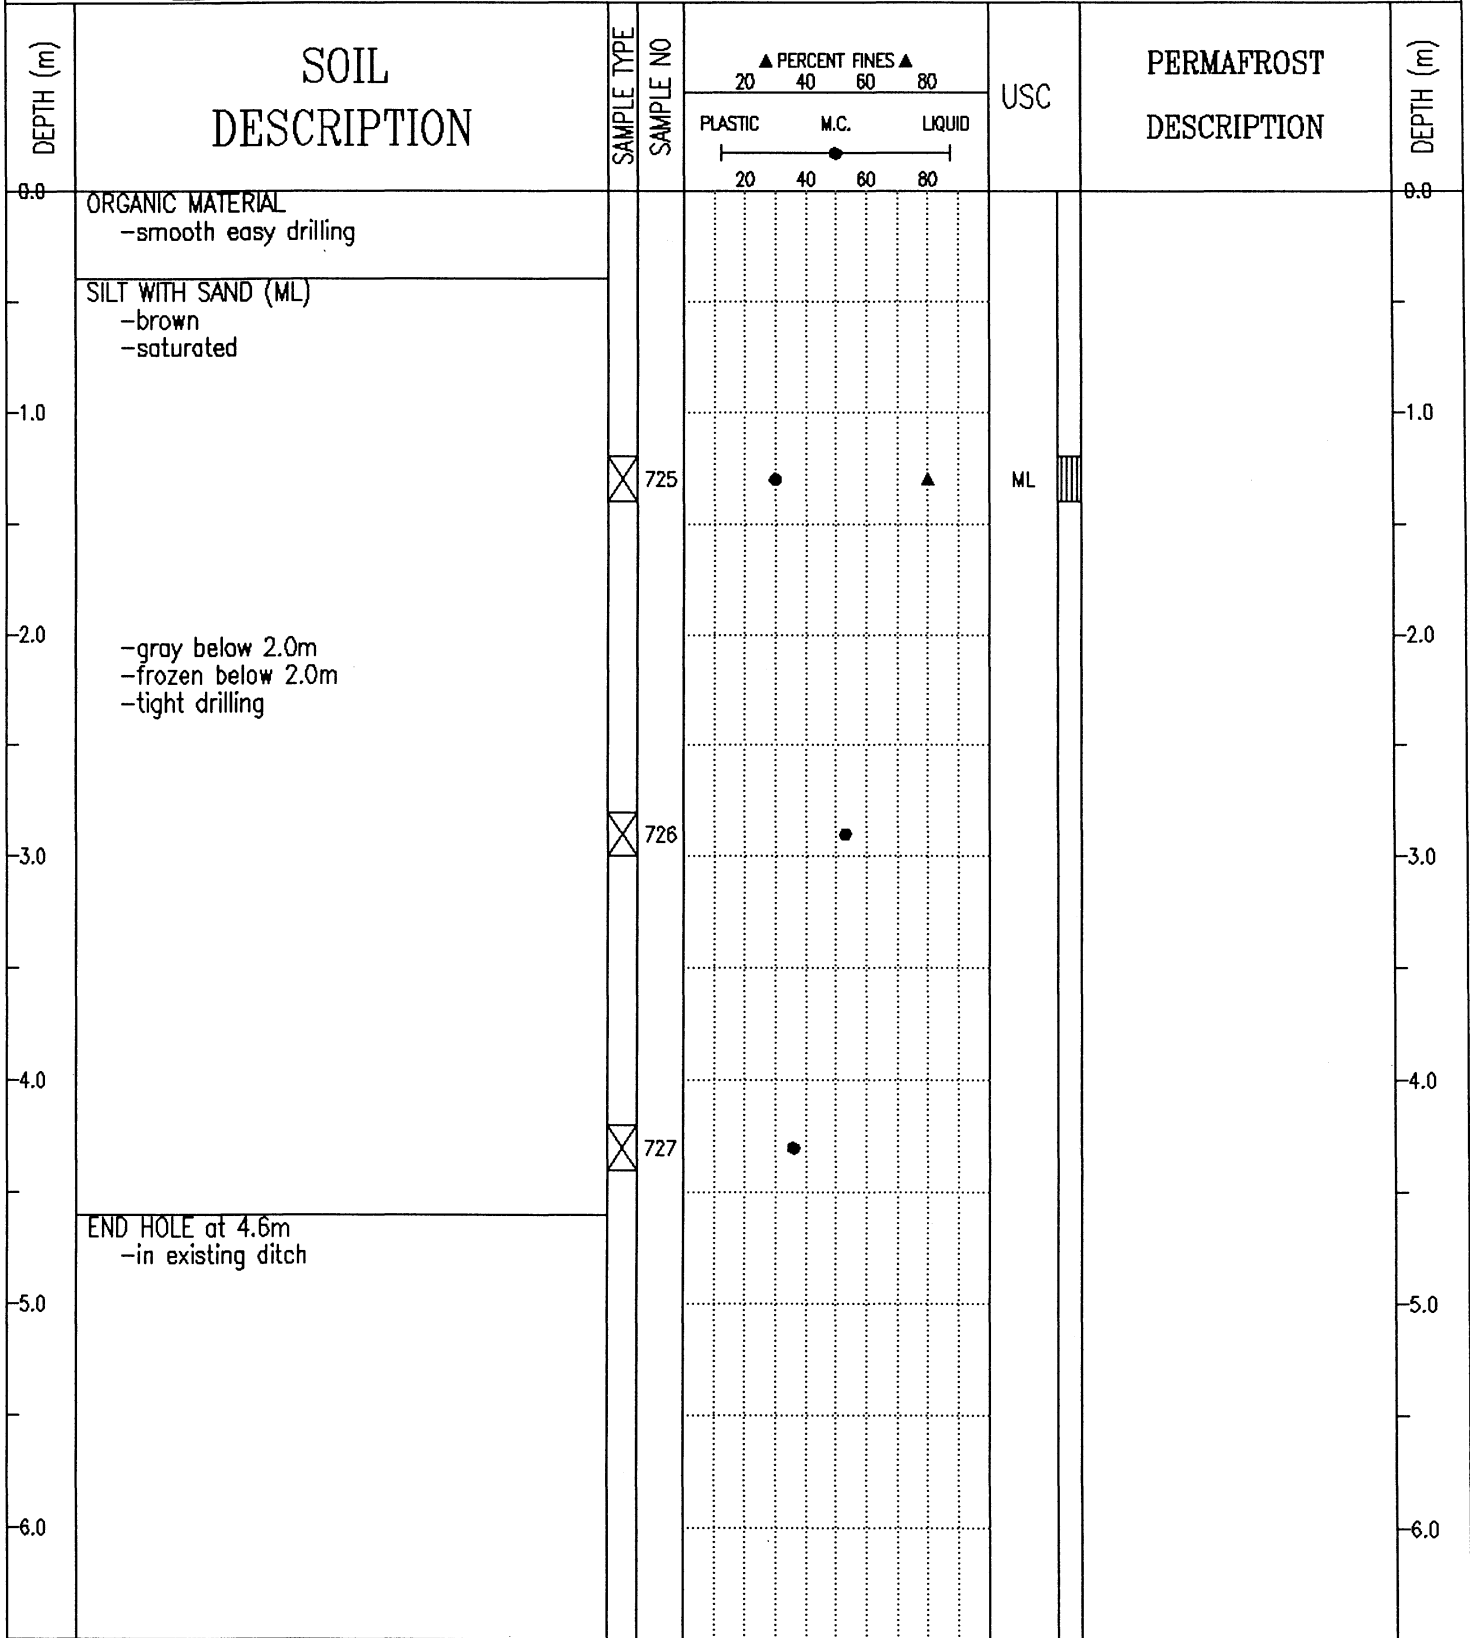 DEPTH (m)
SOIL
DESCRIPTION
SAMPLE TYPE
SAMPLE NO
▲ PERCENT FINES ▲
20 40 60 80
PLASTIC M.C. LIQUID
20 40 60 80
USC
PERMAFROST
DESCRIPTION
DEPTH (m)
0.0 0.0
ORGANIC MATERIAL
-smooth easy drilling
SILT WITH SAND (ML)
-brown
-saturated
1.0 1.0
725 ML
2.0 2.0
-gray below 2.0m
-frozen below 2.0m
-tight drilling
726
3.0 3.0
4.0 4.0
727
END HOLE at 4.6m
-in existing ditch
5.0 5.0
6.0 6.0